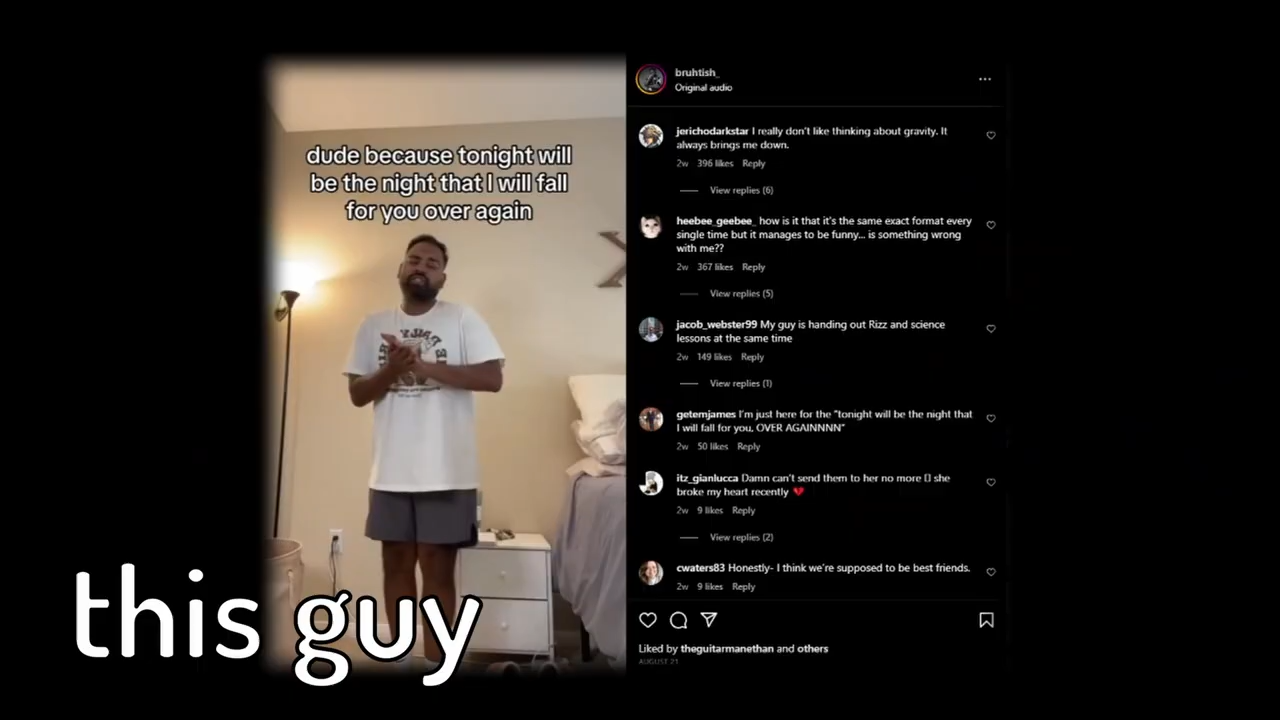 dude because tonight will
be the night that I will fall
for you over again
this guy
bruhtish_
Original audio
jerichodarkstar I really don't like thinking about gravity. It
always brings me down.
2w 396 likes Reply
View replies (6)
heebee_geebee_ how is it that it's the same exact format every
single time but it manages to be funny... is something wrong
with me??
2w 367 likes Reply
View replies (5)
jacob_webster99 My guy is handing out Rizz and science
lessons at the same time
2w 149 likes Reply
View replies (1)
getemjames I'm just here for the "tonight will be the night that
I will fall for you, OVER AGAINNNN"
2w 50 likes Reply
itz_gianlucca Damn can't send them to her no more she
broke my heart recently 💔
2w 9 likes Reply
View replies (2)
cwaters83 Honestly- I think we're supposed to be best friends.
2w 9 likes Reply
Liked by theguitarmanethan and others
AUGUST 21